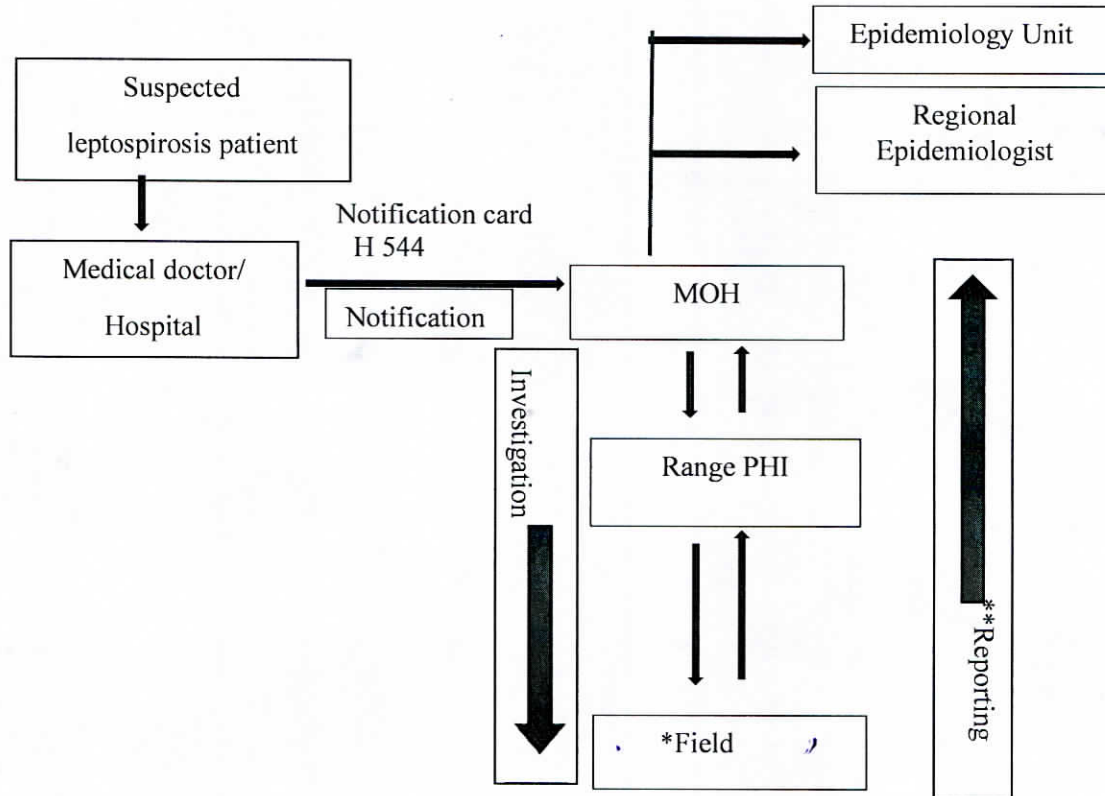 Epidemiology Unit
Suspected
leptospirosis patient
Regional
Epidemiologist
Notification card
H 544
Medical doctor/
Hospital
MOH
Notification
Investigation
Range PHI
**Reporting
*Field